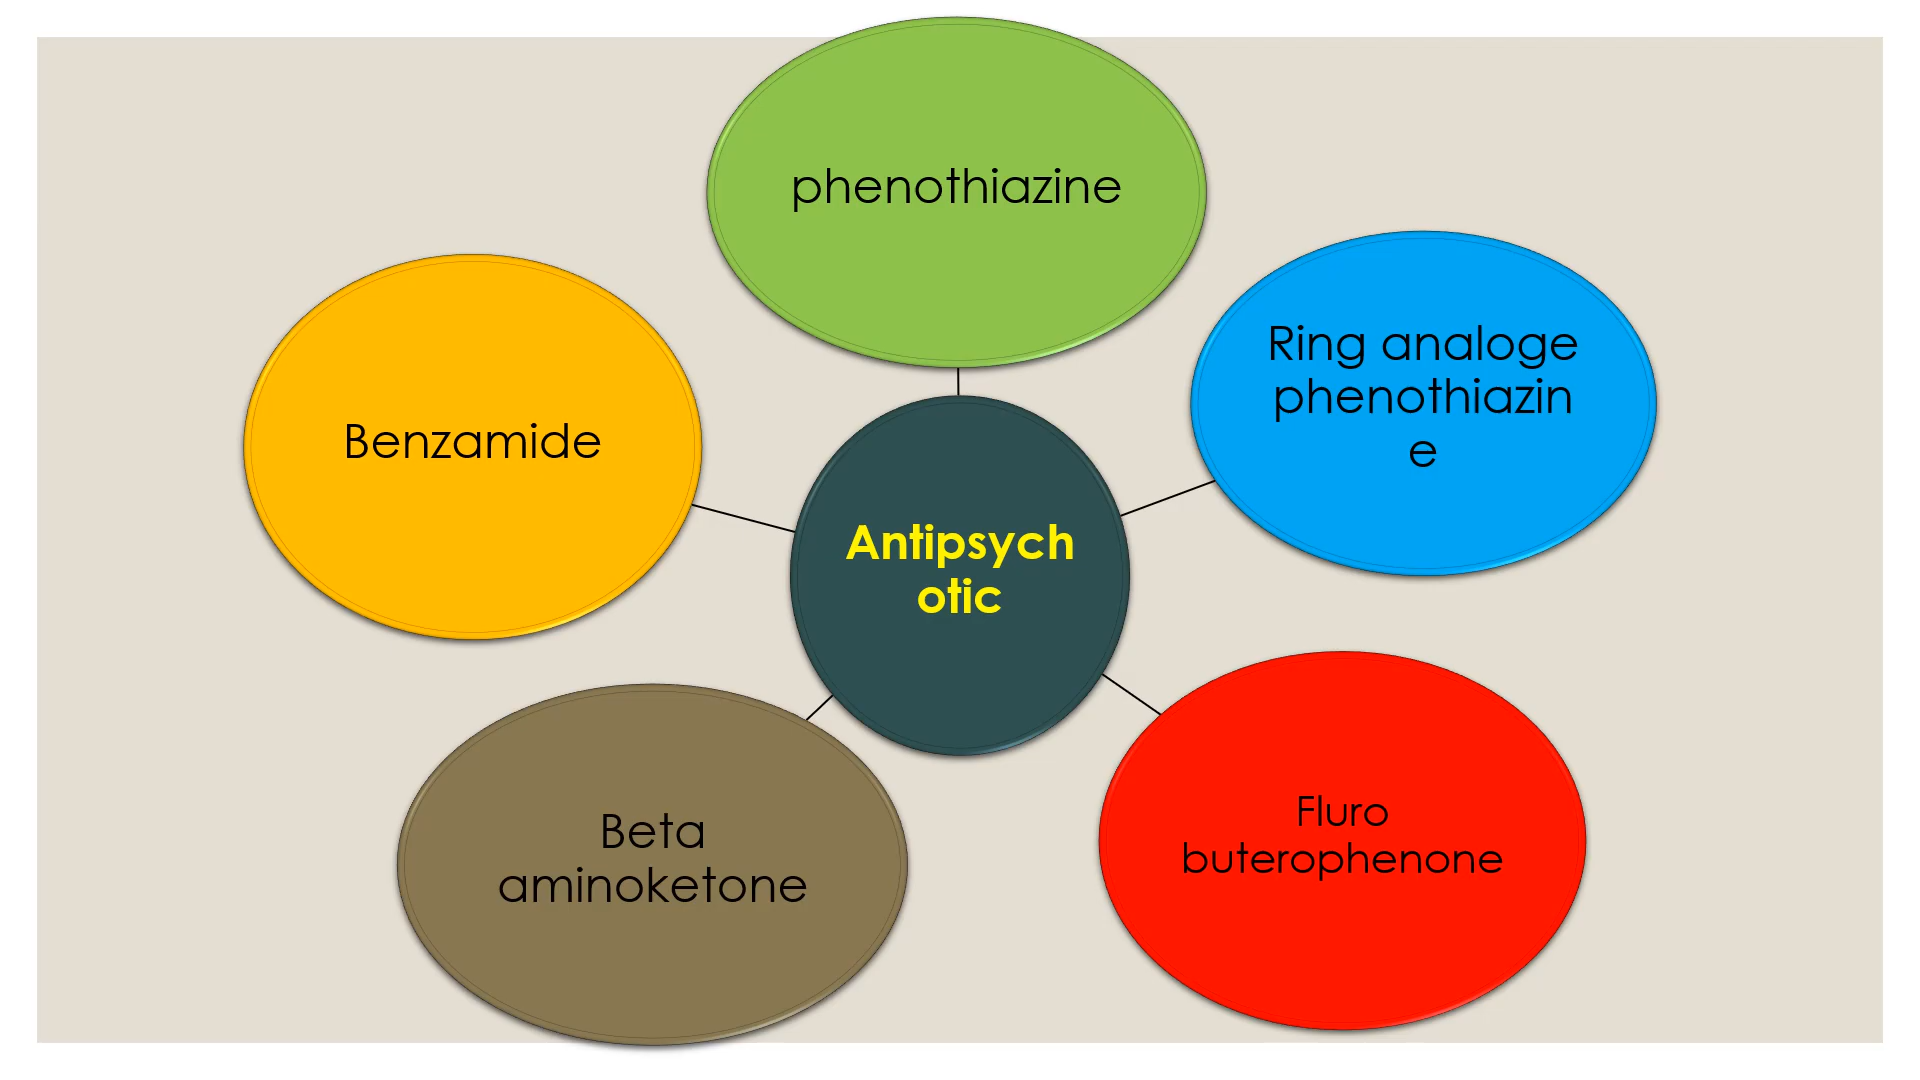 phenothiazine
Ring analoge
phenothiazin
e
Benzamide
Antipsych
otic
Fluro
buterophenone
Beta
aminoketone